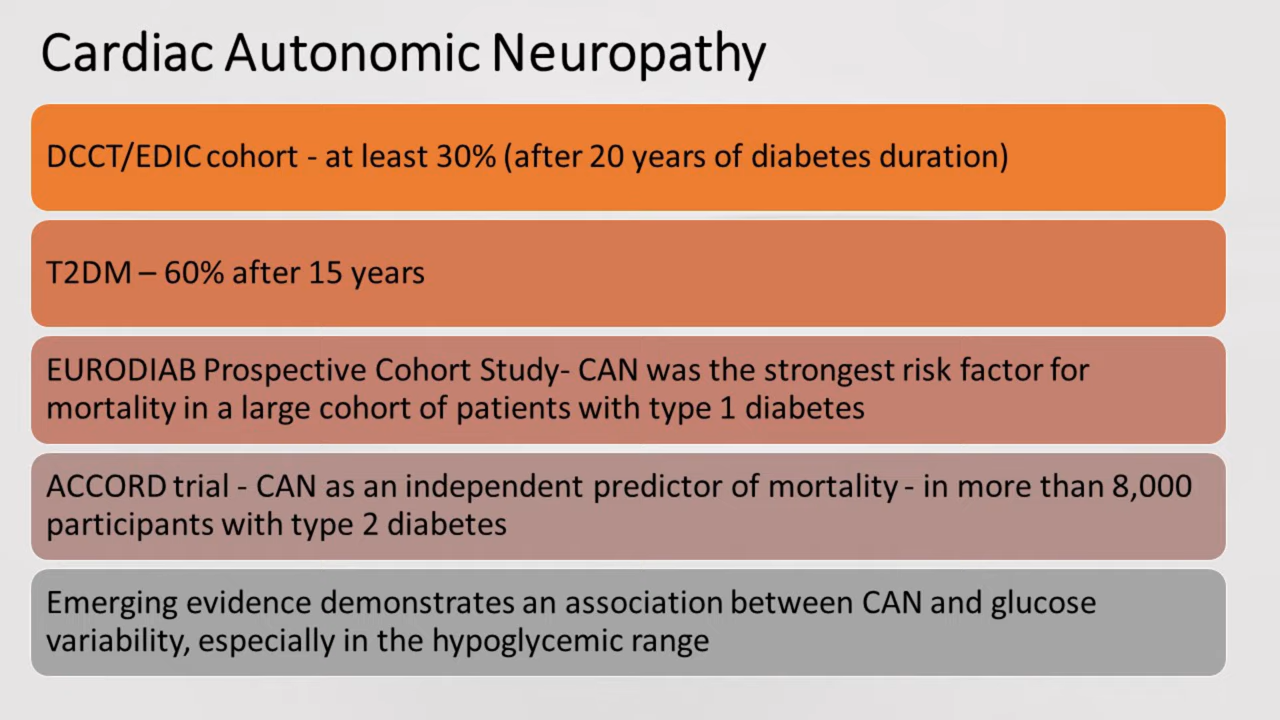 Cardiac Autonomic Neuropathy
DCCT/EDIC cohort - at least 30% (after 20 years of diabetes duration)
T2DM – 60% after 15 years
EURODIAB Prospective Cohort Study- CAN was the strongest risk factor for
mortality in a large cohort of patients with type 1 diabetes
ACCORD trial - CAN as an independent predictor of mortality - in more than 8,000
participants with type 2 diabetes
Emerging evidence demonstrates an association between CAN and glucose
variability, especially in the hypoglycemic range